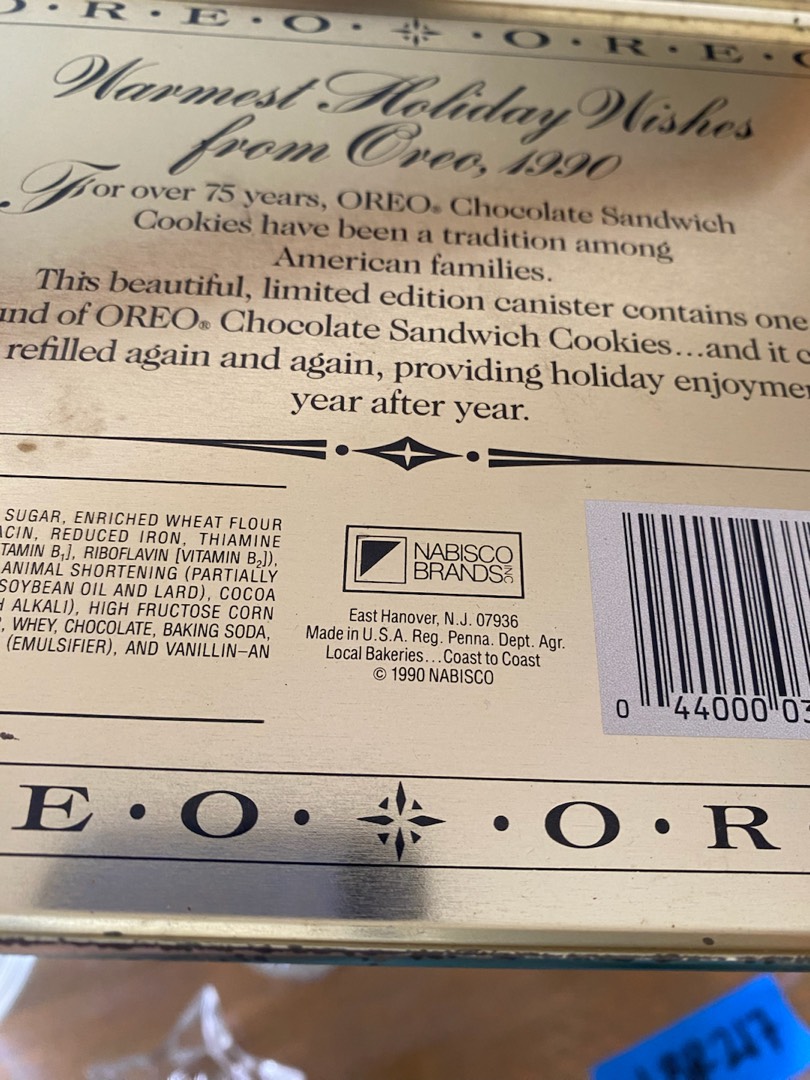 O · R · E · O · · O · R · E ·
Warmest Holiday Wishes
from Oreo, 1990
For over 75 years, OREO® Chocolate Sandwich
Cookies have been a tradition among
American families.
This beautiful, limited edition canister contains one
und of OREO® Chocolate Sandwich Cookies...and it c
refilled again and again, providing holiday enjoymen
year after year.
SUGAR, ENRICHED WHEAT FLOUR
ACIN, REDUCED IRON, THIAMINE
TAMIN B₁], RIBOFLAVIN [VITAMIN B₂]),
ANIMAL SHORTENING (PARTIALLY
SOYBEAN OIL AND LARD), COCOA
H ALKALI), HIGH FRUCTOSE CORN
, WHEY, CHOCOLATE, BAKING SODA,
(EMULSIFIER), AND VANILLIN–AN
NABISCO
BRANDS INC
East Hanover, N.J. 07936
Made in U.S.A. Reg. Penna. Dept. Agr.
Local Bakeries...Coast to Coast
© 1990 NABISCO
0 44000 03
E · O · · O · R